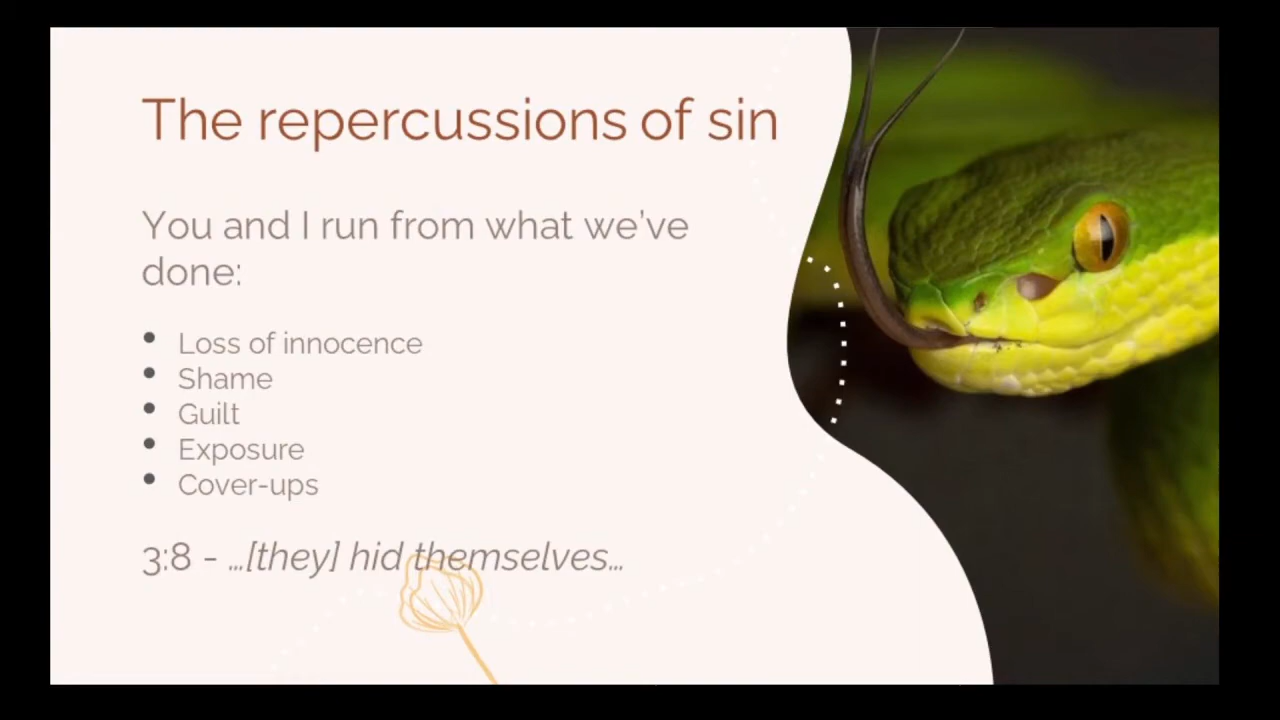 The repercussions of sin
You and I run from what we've
done:
• Loss of innocence
• Shame
• Guilt
• Exposure
• Cover-ups
3:8 - ...[they] hid themselves...